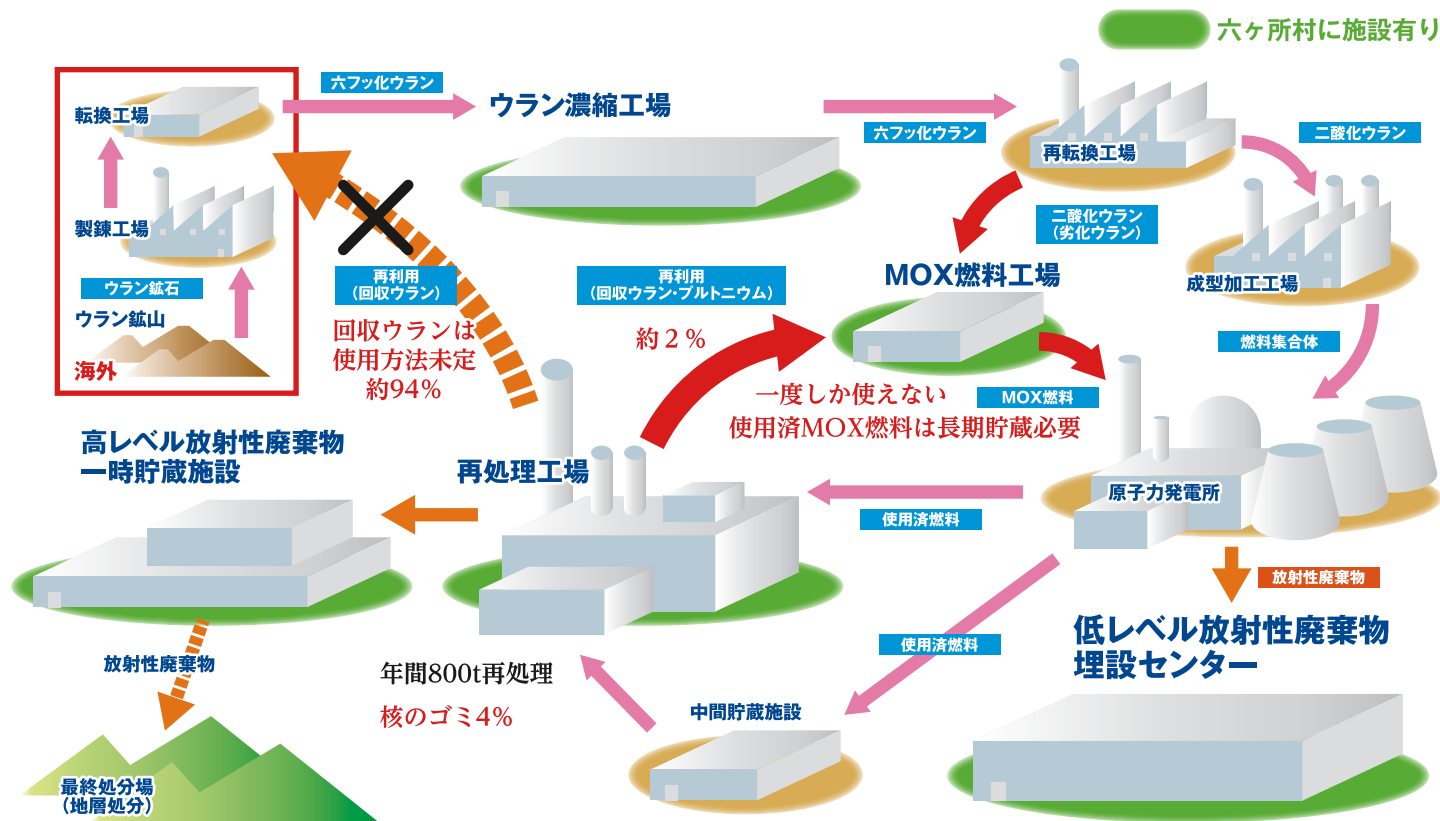 六ヶ所村に施設有り
転換工場
六フッ化ウラン
ウラン濃縮工場
六フッ化ウラン
再転換工場
二酸化ウラン
製錬工場
ウラン鉱石
ウラン鉱山
海外
再利用
（回収ウラン）
回収ウランは
使用方法未定
約94%
再利用
（回収ウラン・プルトニウム）
約２％
二酸化ウラン
（劣化ウラン）
MOX燃料工場
成型加工工場
燃料集合体
一度しか使えない
使用済MOX燃料は長期貯蔵必要
MOX燃料
高レベル放射性廃棄物
一時貯蔵施設
再処理工場
原子力発電所
使用済燃料
放射性廃棄物
使用済燃料
低レベル放射性廃棄物
埋設センター
放射性廃棄物
年間800t再処理
核のゴミ4%
中間貯蔵施設
最終処分場
（地層処分）